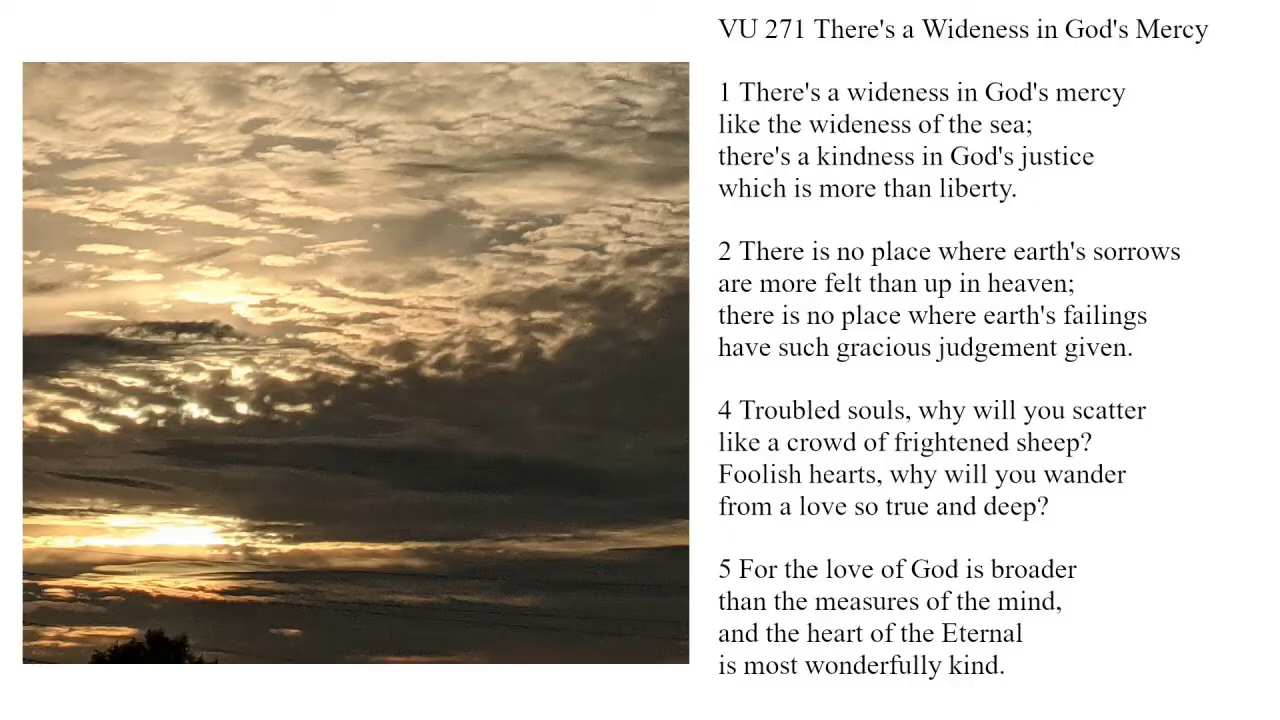 VU 271 There's a Wideness in God's Mercy
1 There's a wideness in God's mercy
like the wideness of the sea;
there's a kindness in God's justice
which is more than liberty.
2 There is no place where earth's sorrows
are more felt than up in heaven;
there is no place where earth's failings
have such gracious judgement given.
4 Troubled souls, why will you scatter
like a crowd of frightened sheep?
Foolish hearts, why will you wander
from a love so true and deep?
5 For the love of God is broader
than the measures of the mind,
and the heart of the Eternal
is most wonderfully kind.